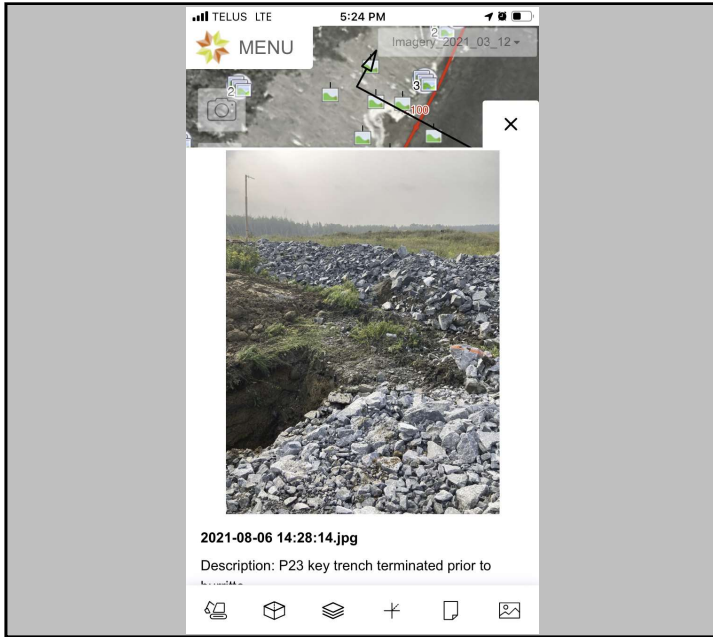 TELUS LTE 5:24 PM
MENU
Imagery_2021_03_12
2
2
3
100
2021-08-06 14:28:14.jpg
Description: P23 key trench terminated prior to